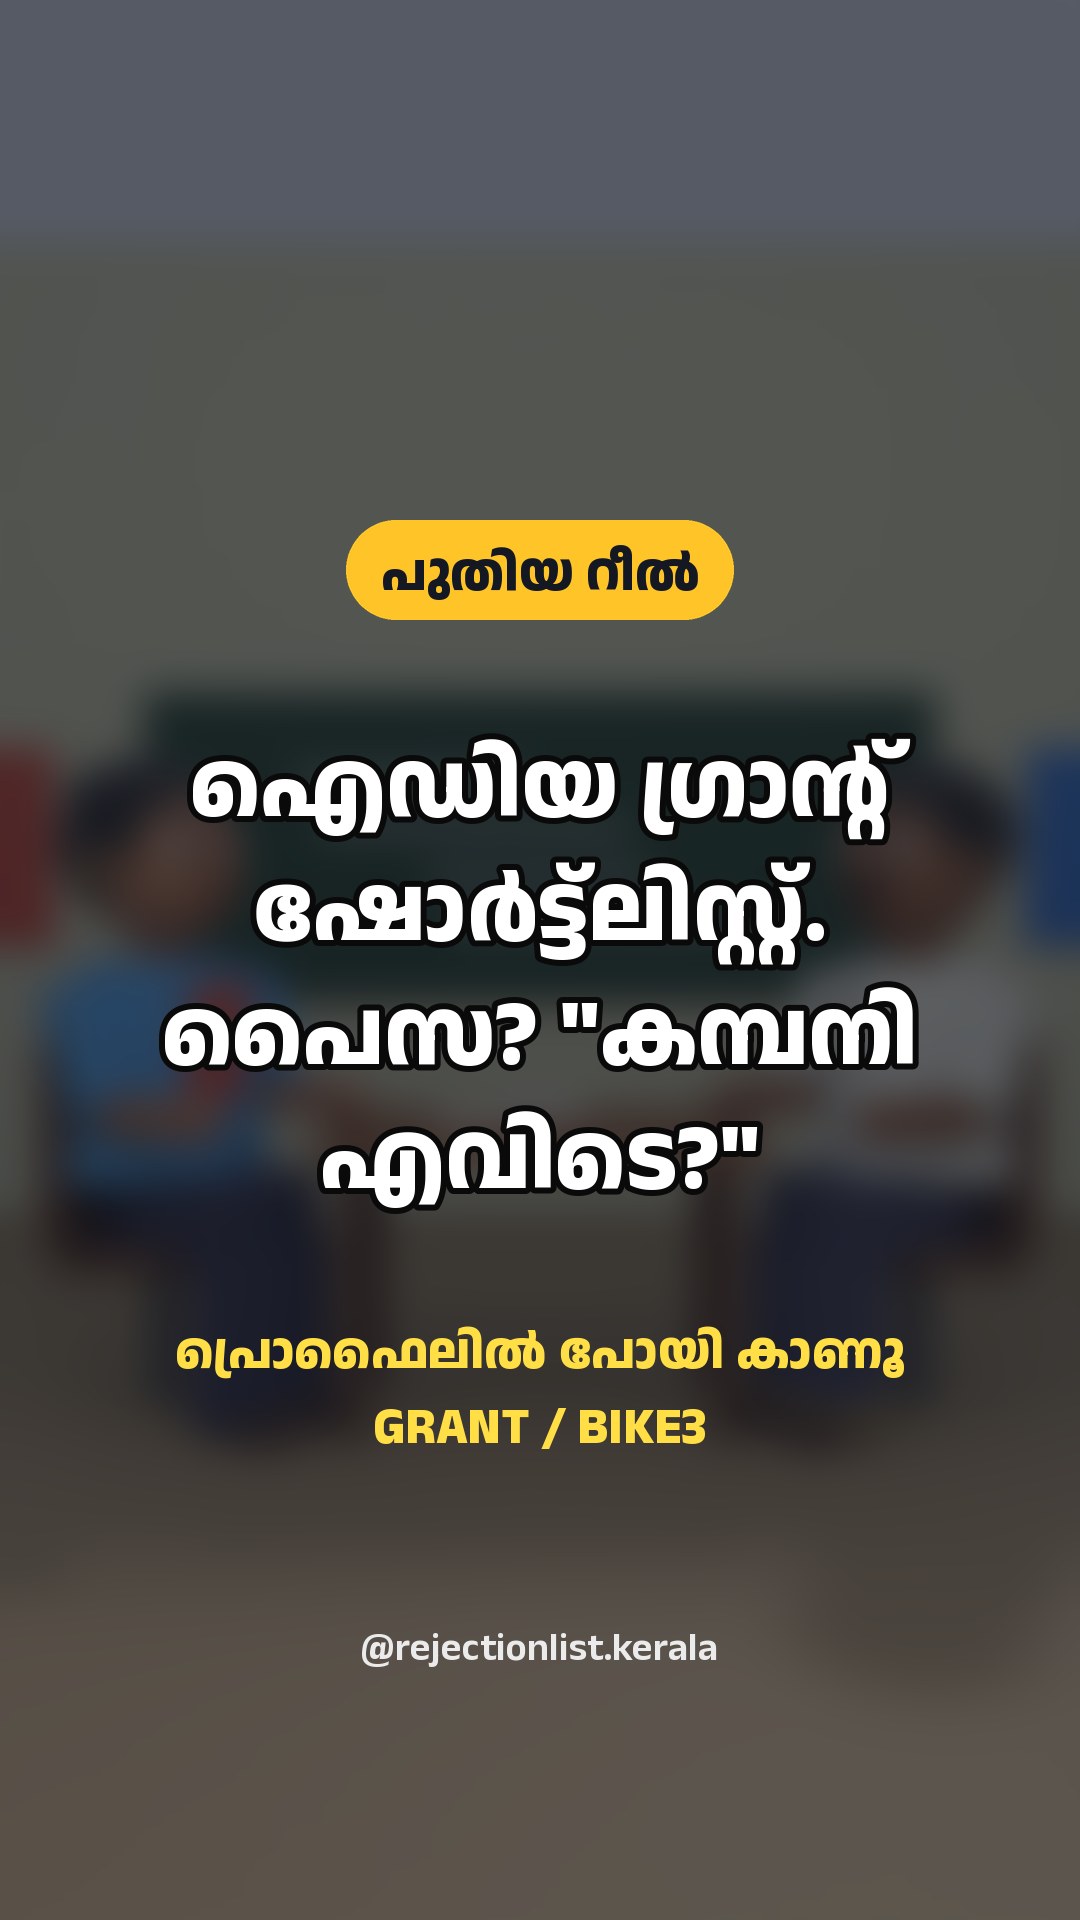 പുതിയ റീൽ
ഐഡിയ ഗ്രാന്റ്
ഷോർട്ട്ലിസ്റ്റ്.
പൈസ? "കമ്പനി
എവിടെ?"
പ്രൊഫൈലിൽ പോയി കാണൂ
GRANT / BIKE3
@rejectionlist.kerala